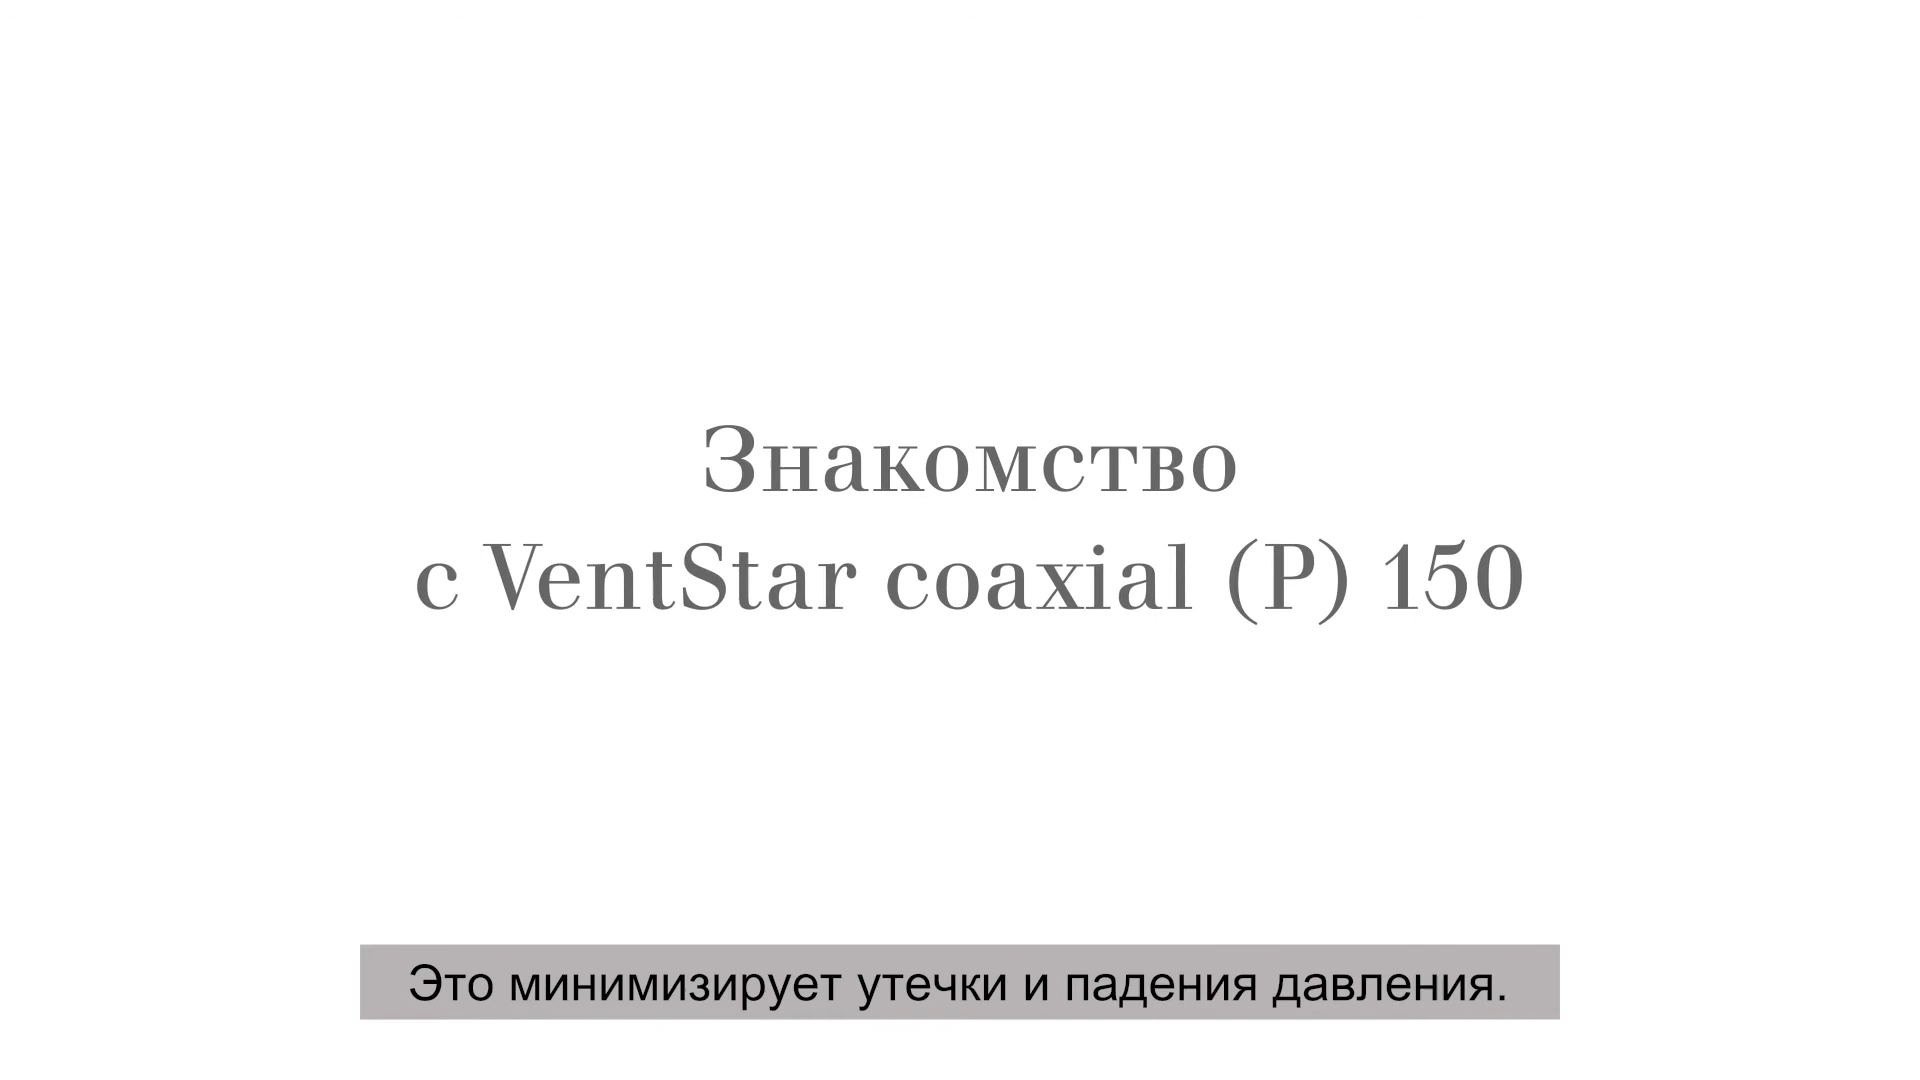 Знакомство
с VentStar coaxial (P) 150
Это минимизирует утечки и падения давления.